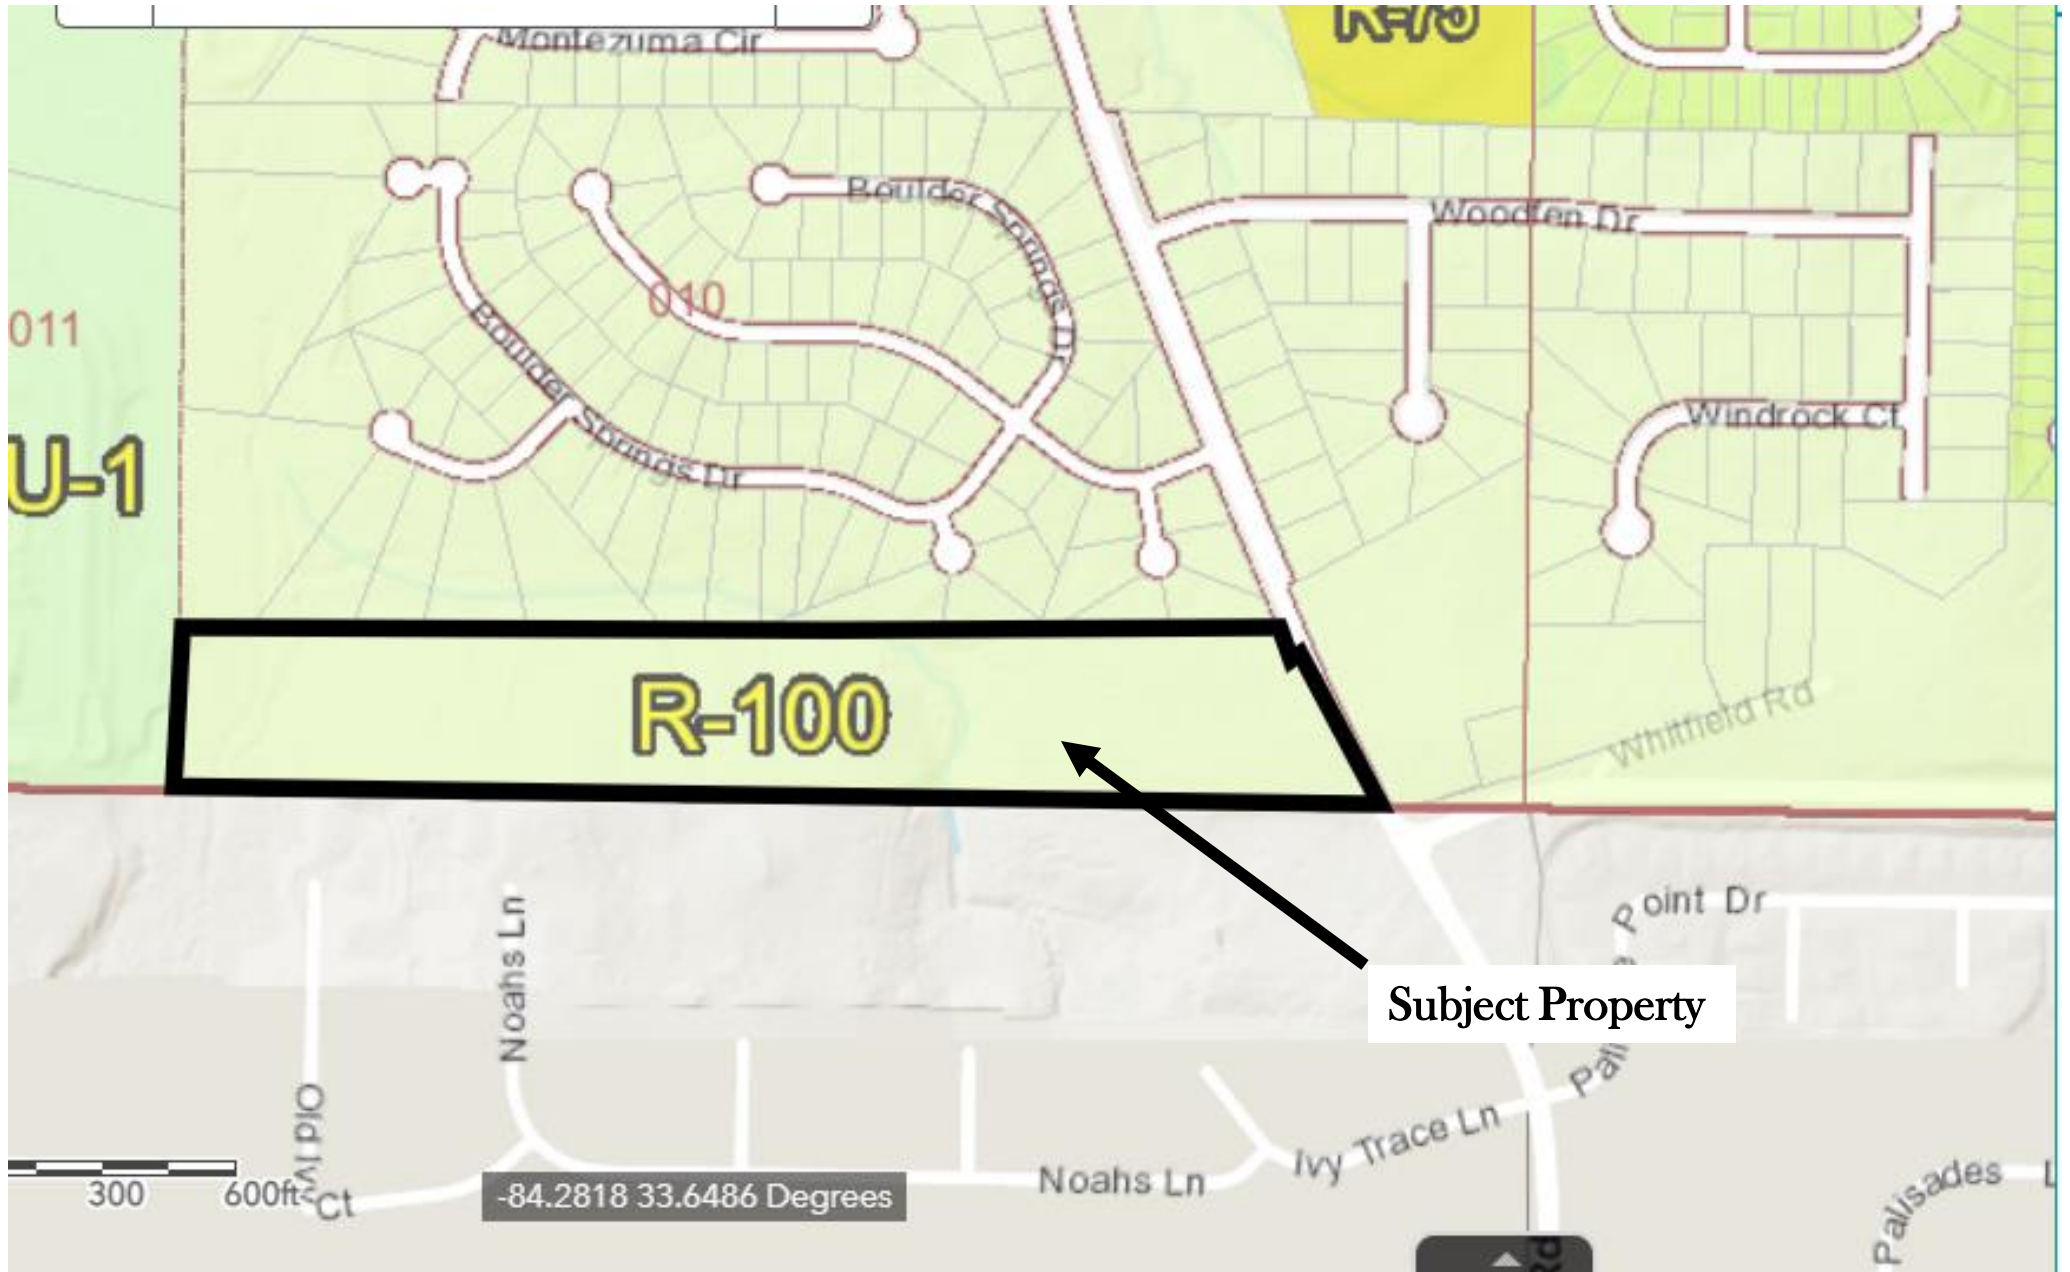 R-75
Montezuma Cir
Boulder Springs Dr
Woodfen Dr
010
011
Boulder Springs Dr
Windrock Ct
U-1
R-100
Whitfield Rd
Noahs Ln
Point Dr
Subject Property
Old Ivy Ct
Ivy Trace Ln
Noahs Ln
300 600ft
-84.2818 33.6486 Degrees
Palisades
Rd